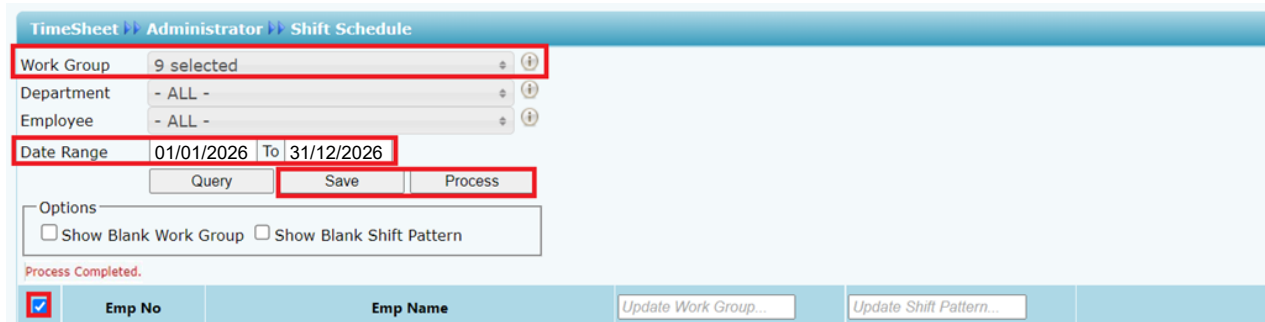 TimeSheet Administrator Shift Schedule
Work Group 9 selected
Department - ALL -
Employee - ALL -
Date Range 01/01/2026 To 31/12/2026
Query Save Process
Options
Show Blank Work Group Show Blank Shift Pattern
Process Completed.
Emp No Emp Name Update Work Group... Update Shift Pattern...